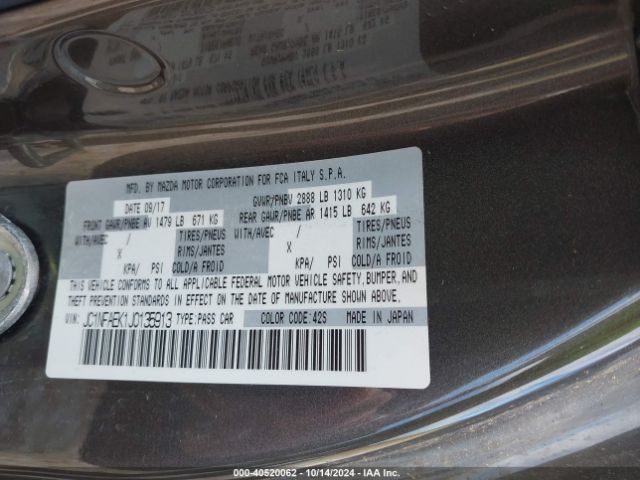 MFD. BY MAZDA MOTOR CORPORATION FOR FCA ITALY S.P.A.
DATE 09/17 GVWR/PNBV 2888 LB 1310 KG
FRONT GAWR/PNBE AV 1479 LB 671 KG REAR GAWR/PNBE AR 1415 LB 642 KG
WITH/AVEC / TIRES/PNEUS WITH/AVEC / TIRES/PNEUS
X RIMS/JANTES X RIMS/JANTES
KPA/ PSI COLD/A FROID KPA/ PSI COLD/A FROID
THIS VEHICLE CONFORMS TO ALL APPLICABLE FEDERAL MOTOR VEHICLE SAFETY, BUMPER, AND
THEFT PREVENTION STANDARDS IN EFFECT ON THE DATE OF MANUFACTURE SHOWN ABOVE.
VIN: JC1NFAEK1J0135913 TYPE:PASS CAR COLOR CODE:42S MADE IN JAPAN
000-40520062 - 10/14/2024 - IAA Inc.